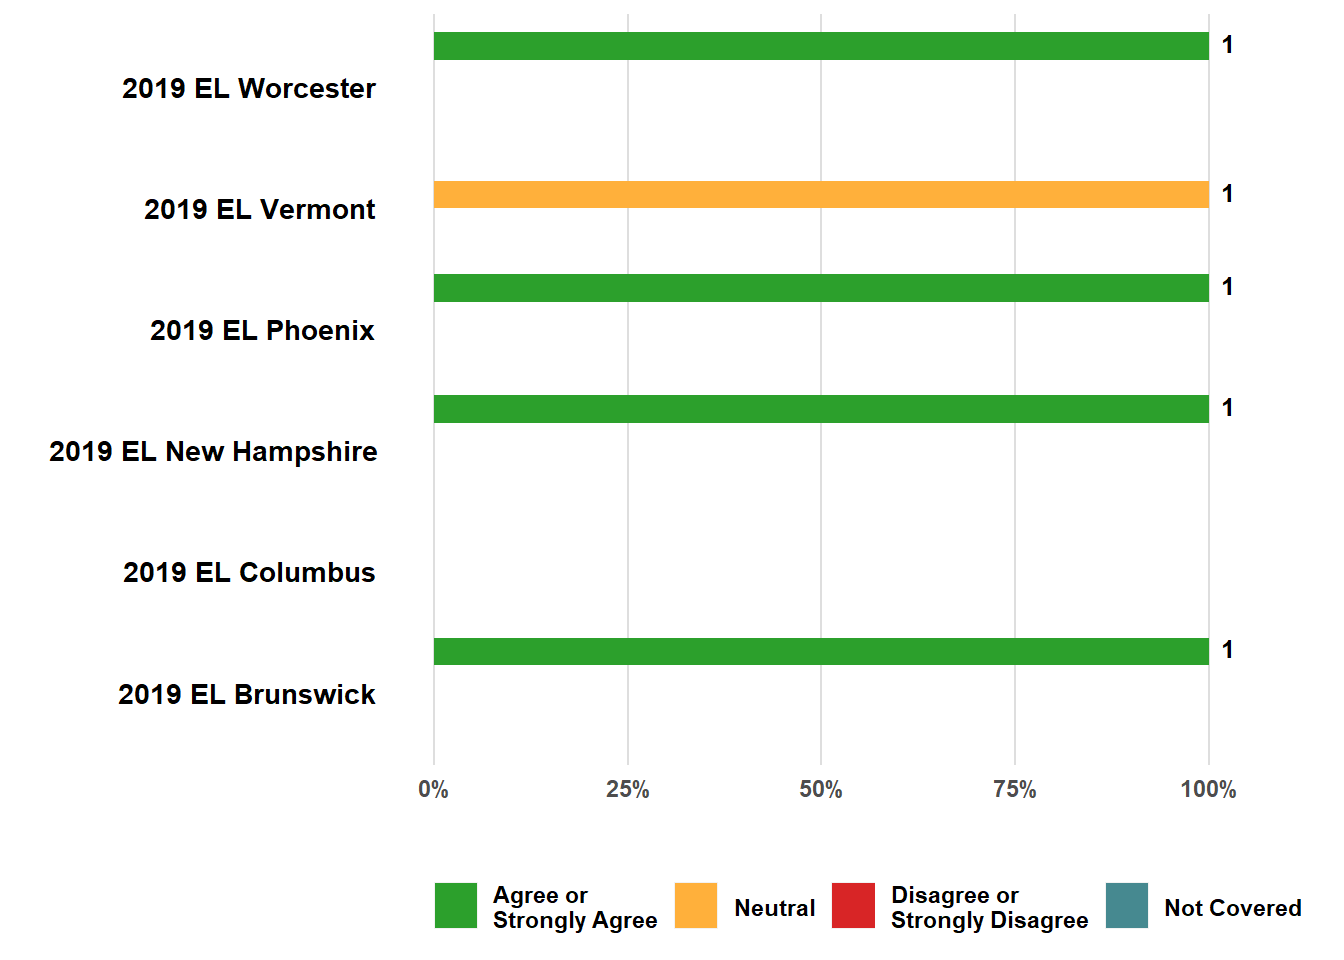 1
2019 EL Worcester
1
2019 EL Vermont
1
2019 EL Phoenix
1
2019 EL New Hampshire
2019 EL Columbus
1
2019 EL Brunswick
0% 25% 50% 75% 100%
Agree or
Strongly Agree
Neutral
Disagree or
Strongly Disagree
Not Covered